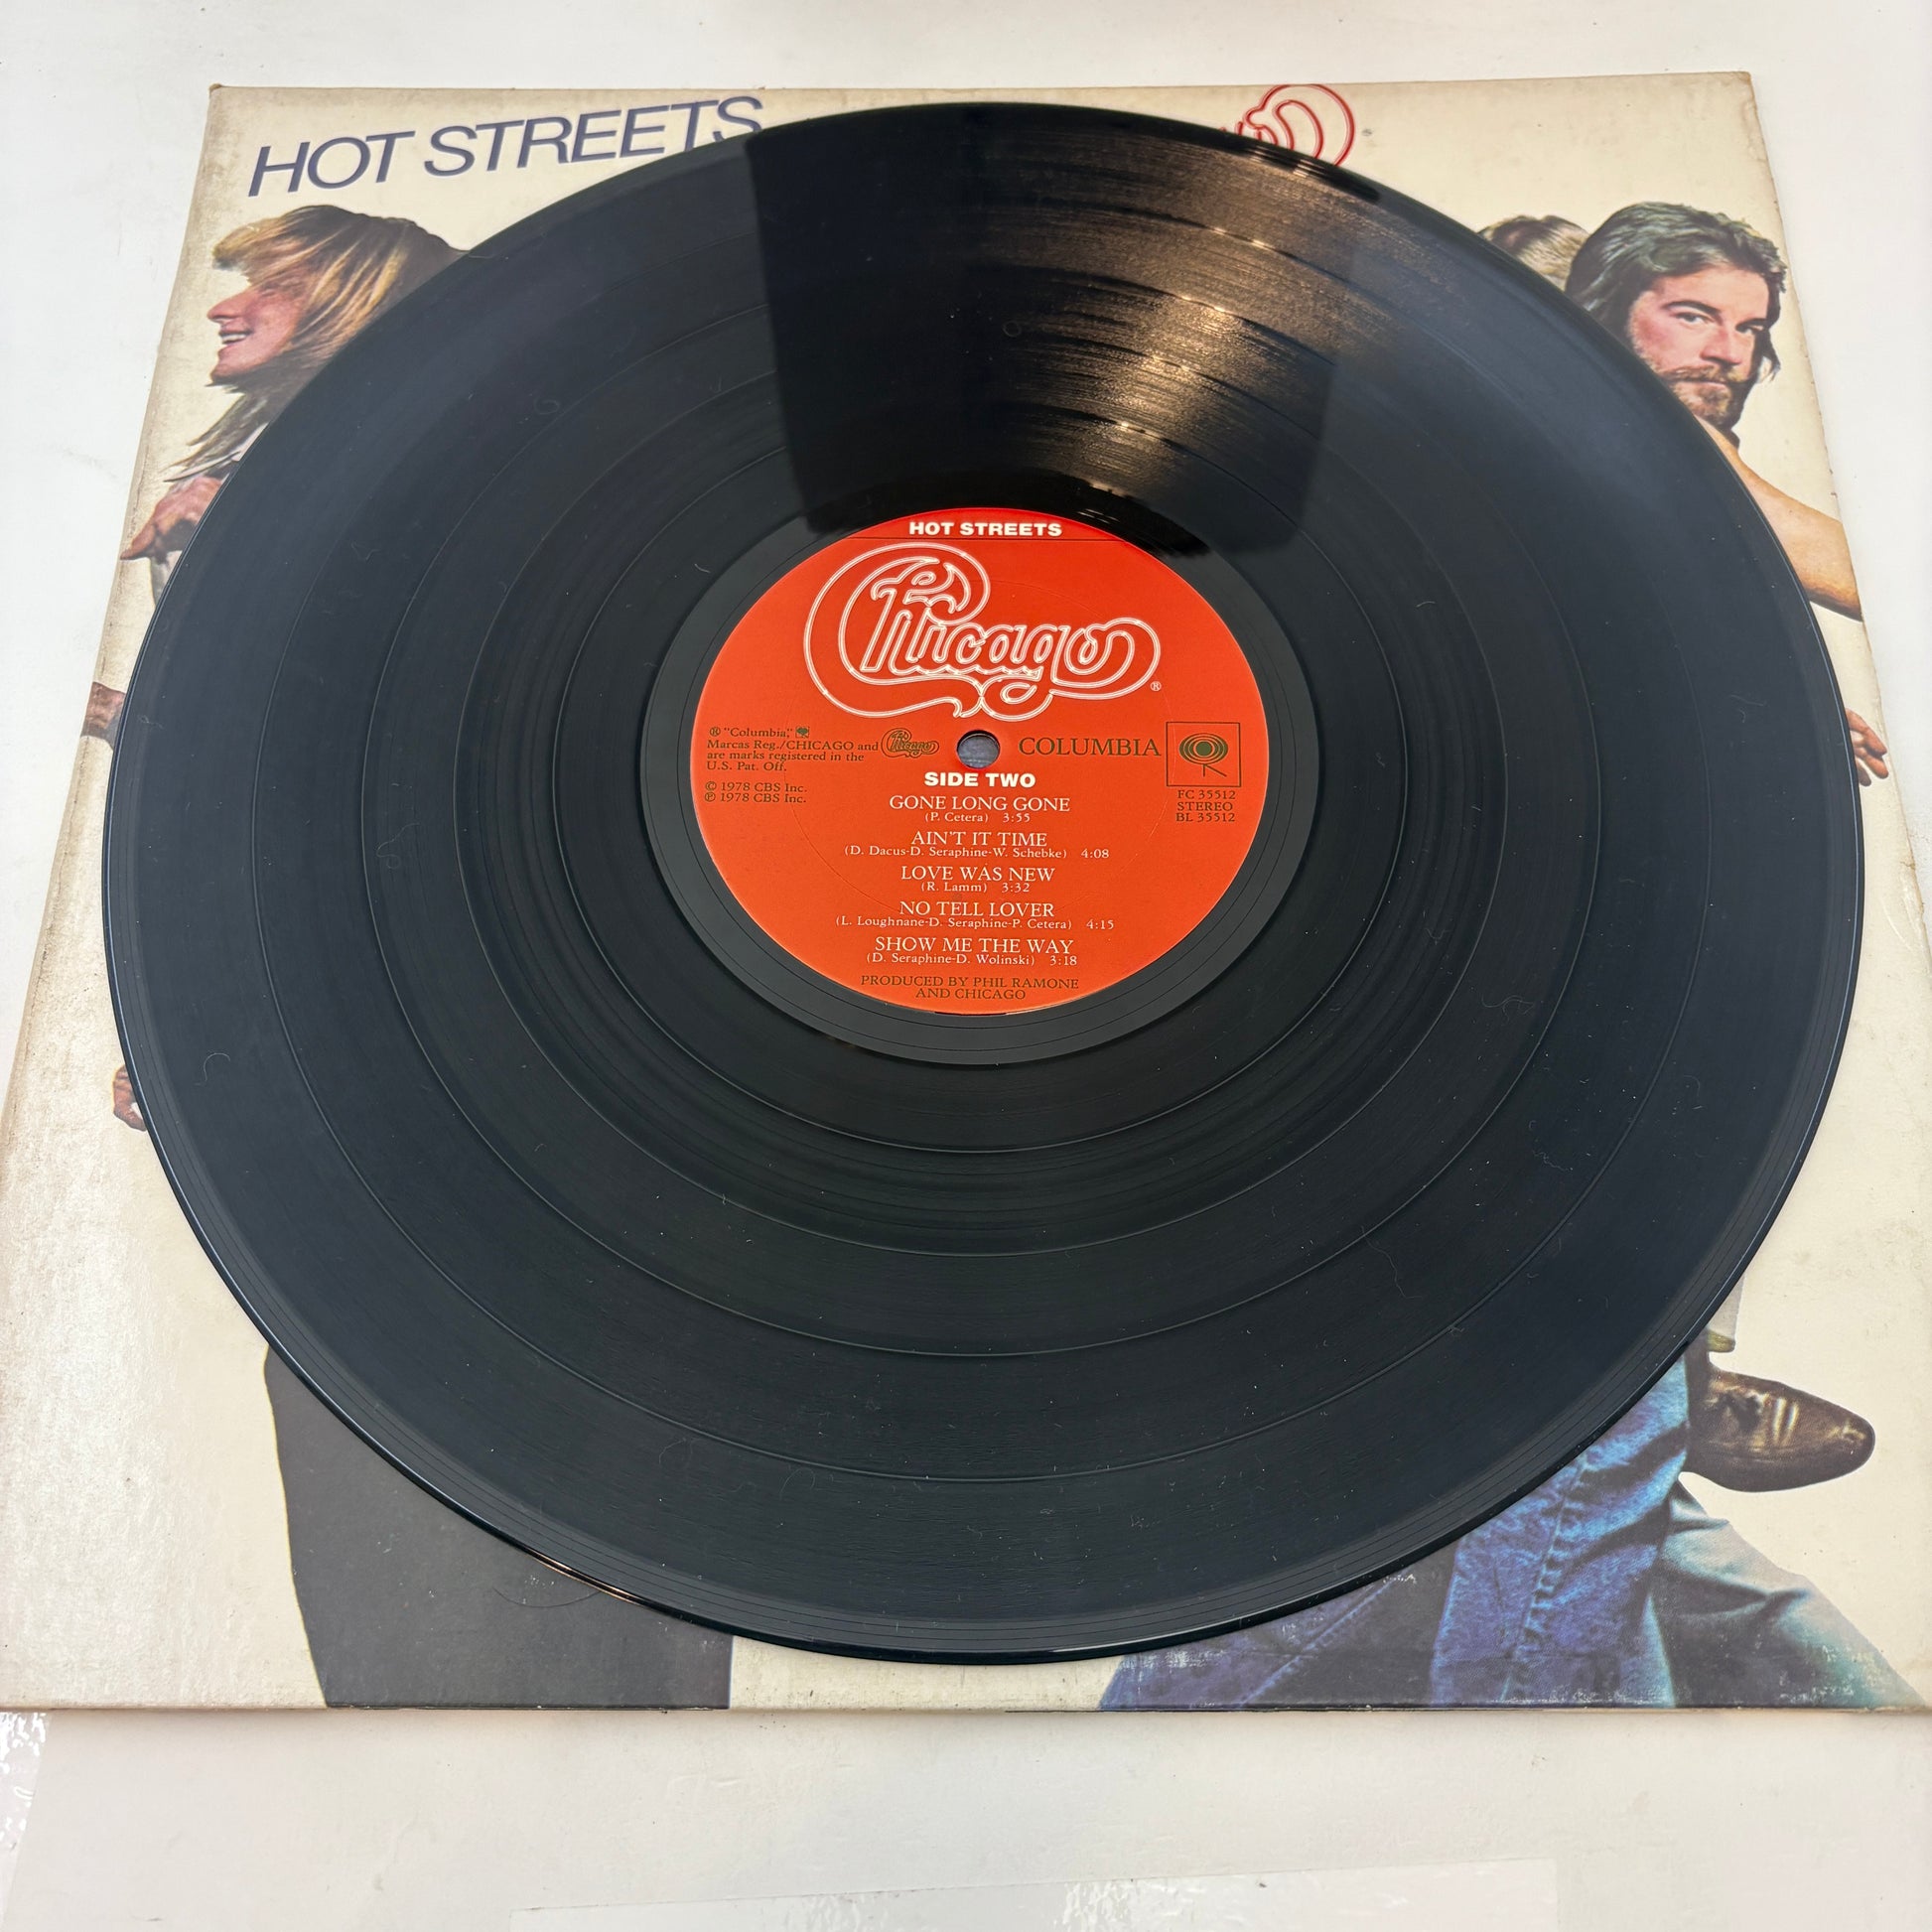 HOT STREETS
HOT STREETS
Chicago
®
® "Columbia,"
Marcas Reg./CHICAGO and Chicago
are marks registered in the
U.S. Pat. Off.
© 1978 CBS Inc.
℗ 1978 CBS Inc.
COLUMBIA
FC 35512
STEREO
BL 35512
SIDE TWO
GONE LONG GONE
(P. Cetera) 3:55
AIN'T IT TIME
(D. Dacus-D. Seraphine-W. Schebke) 4:08
LOVE WAS NEW
(R. Lamm) 3:32
NO TELL LOVER
(L. Loughnane-D. Seraphine-P. Cetera) 4:15
SHOW ME THE WAY
(D. Seraphine-D. Wolinski) 3:18
PRODUCED BY PHIL RAMONE
AND CHICAGO